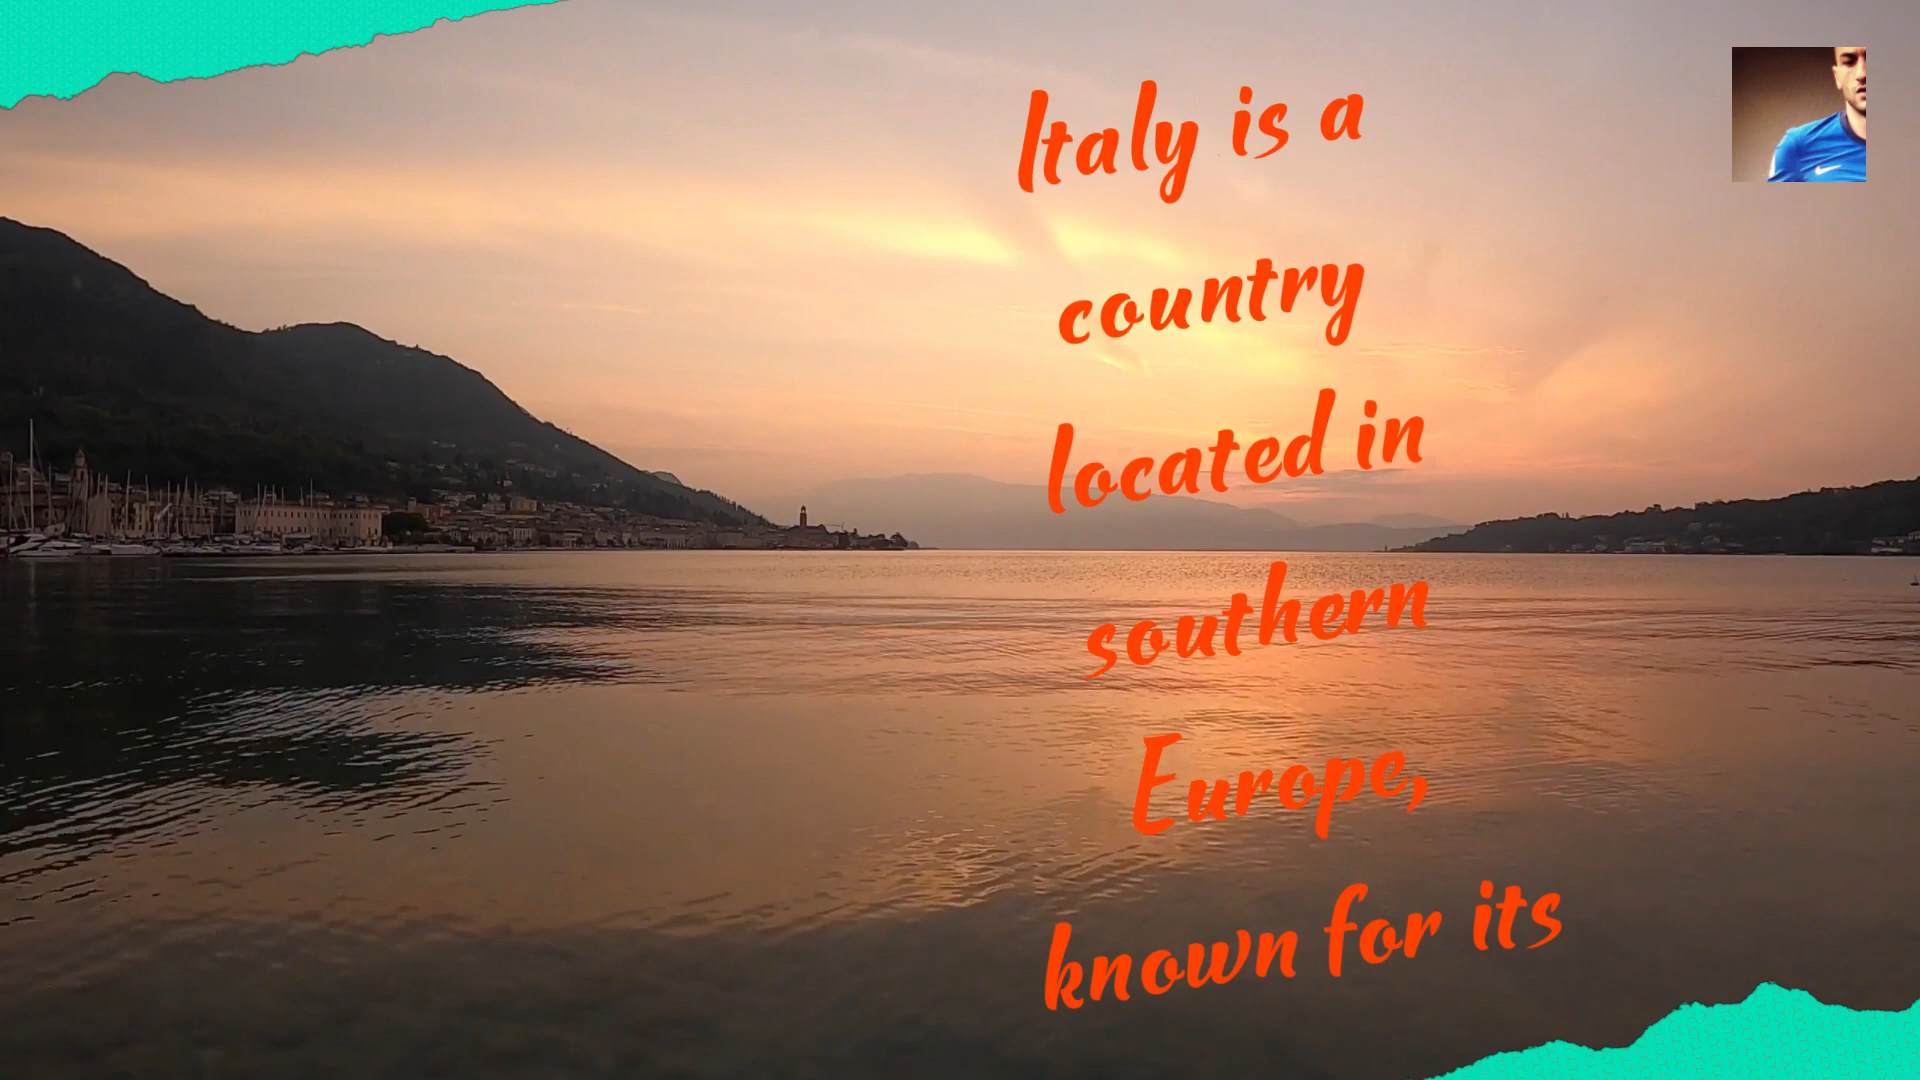 Italy is a
country
located in
southern
Europe,
known for its